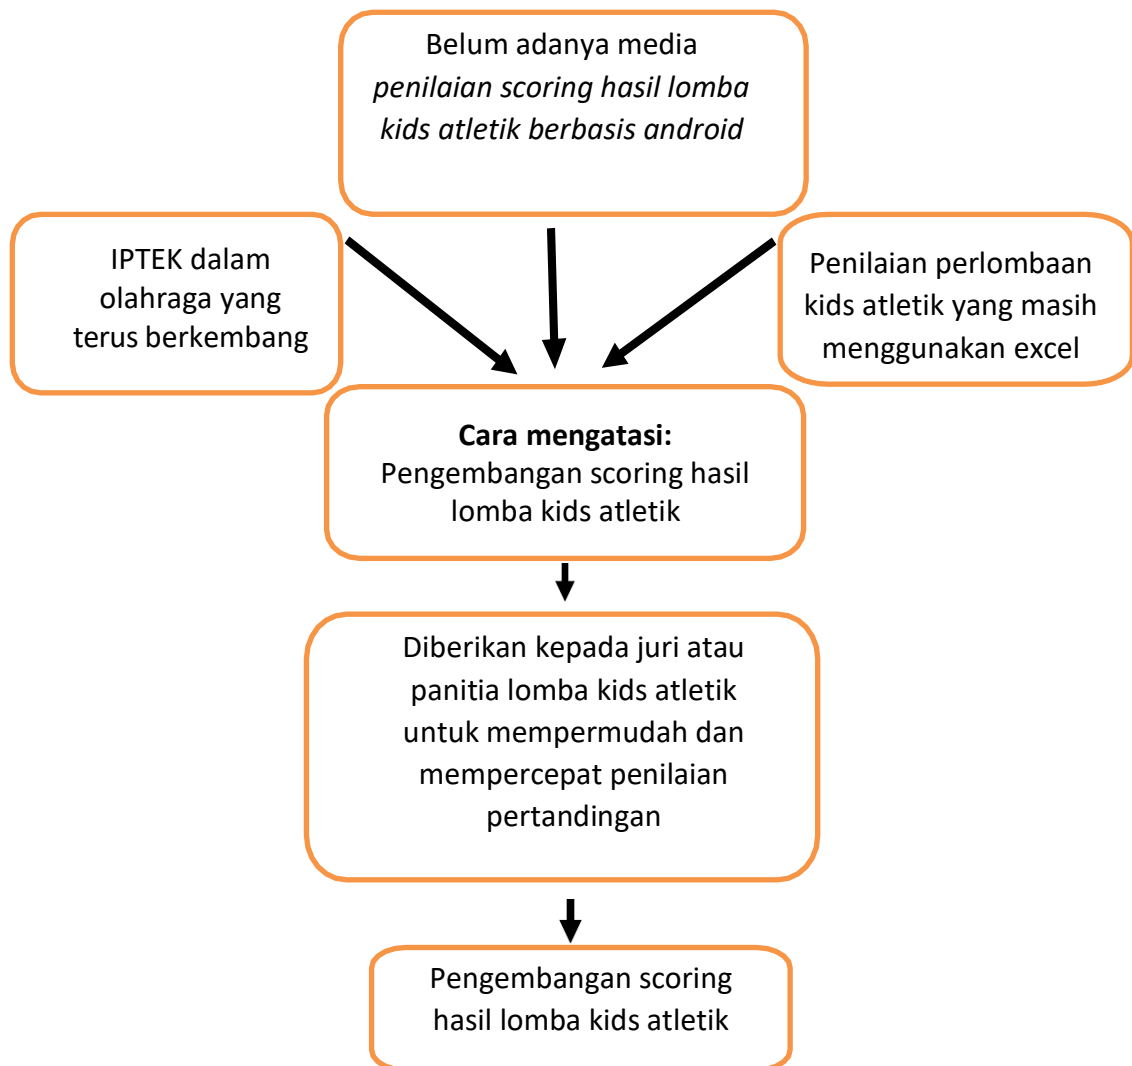 Belum adanya media
penilaian scoring hasil lomba
kids atletik berbasis android
IPTEK dalam
olahraga yang
terus berkembang
Penilaian perlombaan
kids atletik yang masih
menggunakan excel
Cara mengatasi:
Pengembangan scoring hasil
lomba kids atletik
Diberikan kepada juri atau
panitia lomba kids atletik
untuk mempermudah dan
mempercepat penilaian
pertandingan
Pengembangan scoring
hasil lomba kids atletik